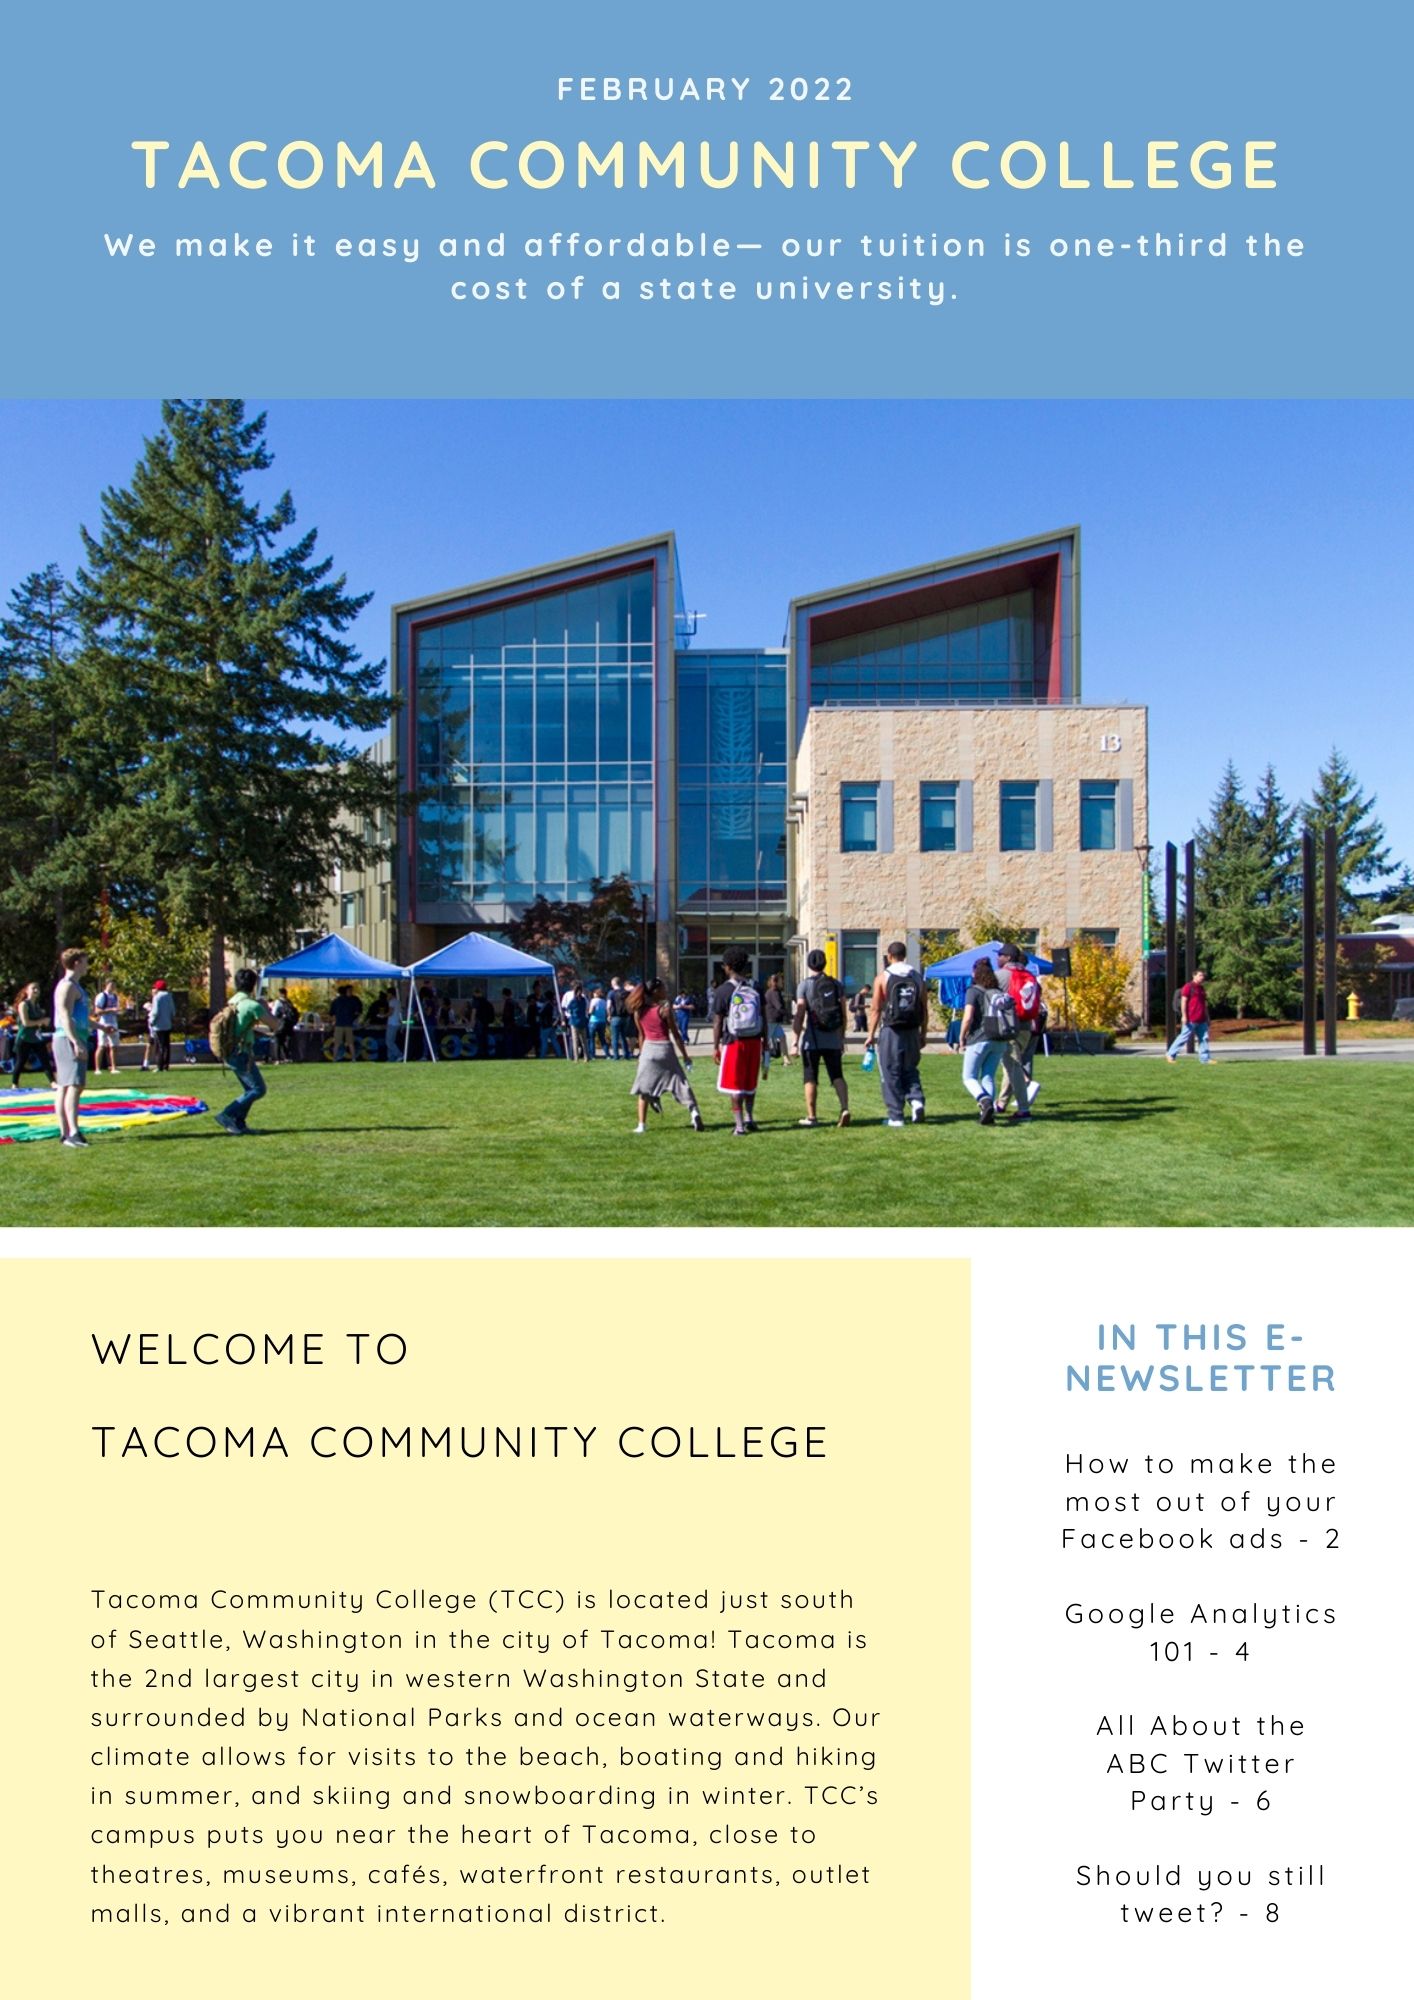 FEBRUARY 2022
TACOMA COMMUNITY COLLEGE
We make it easy and affordable— our tuition is one-third the
cost of a state university.
13
WELCOME TO
TACOMA COMMUNITY COLLEGE
Tacoma Community College (TCC) is located just south
of Seattle, Washington in the city of Tacoma! Tacoma is
the 2nd largest city in western Washington State and
surrounded by National Parks and ocean waterways. Our
climate allows for visits to the beach, boating and hiking
in summer, and skiing and snowboarding in winter. TCC’s
campus puts you near the heart of Tacoma, close to
theatres, museums, cafés, waterfront restaurants, outlet
malls, and a vibrant international district.
IN THIS E-
NEWSLETTER
How to make the
most out of your
Facebook ads - 2
Google Analytics
101 - 4
All About the
ABC Twitter
Party - 6
Should you still
tweet? - 8